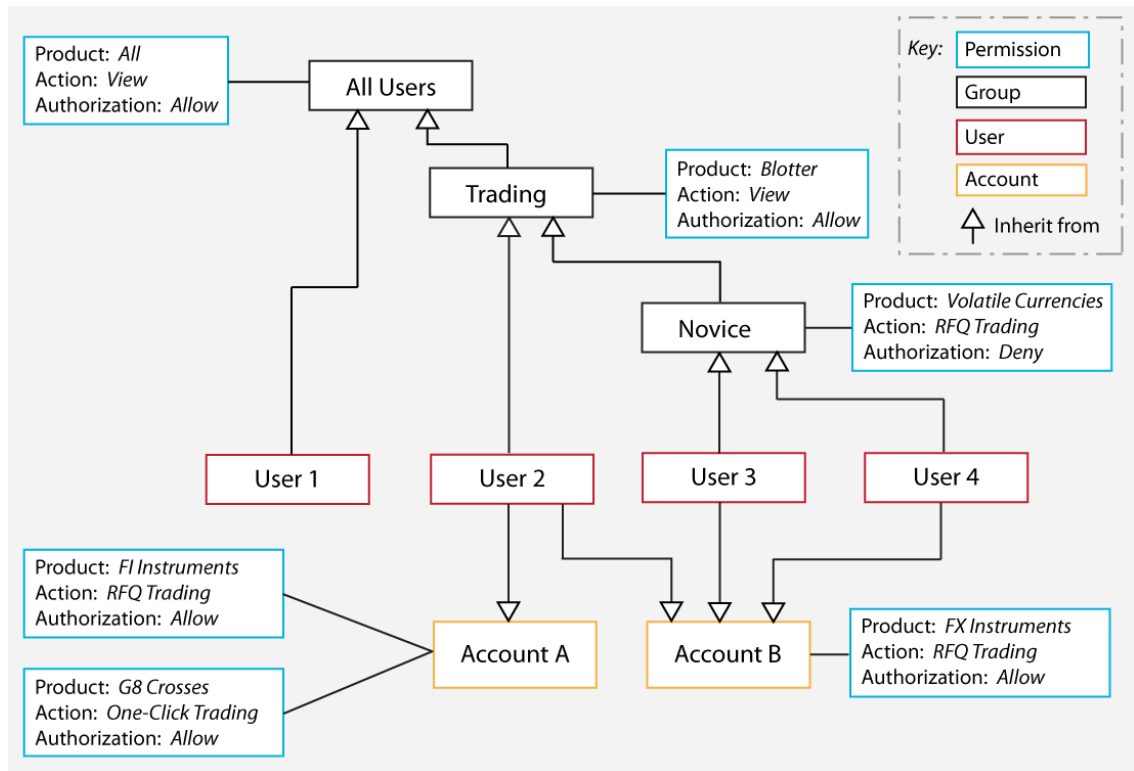 Product: All
Action: View
Authorization: Allow
All Users
Key:
Permission
Group
User
Account
Inherit from
Trading
Product: Blotter
Action: View
Authorization: Allow
Novice
Product: Volatile Currencies
Action: RFQ Trading
Authorization: Deny
User 1
User 2
User 3
User 4
Product: FI Instruments
Action: RFQ Trading
Authorization: Allow
Account A
Account B
Product: FX Instruments
Action: RFQ Trading
Authorization: Allow
Product: G8 Crosses
Action: One-Click Trading
Authorization: Allow